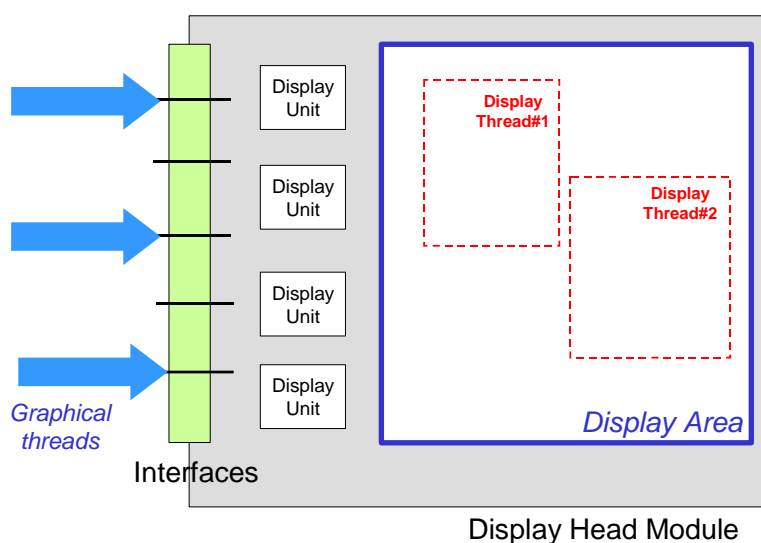 Display
Unit
Display
Unit
Display
Unit
Display
Unit
Display
Thread#1
Display
Thread#2
Graphical
threads
Display Area
Interfaces
Display Head Module